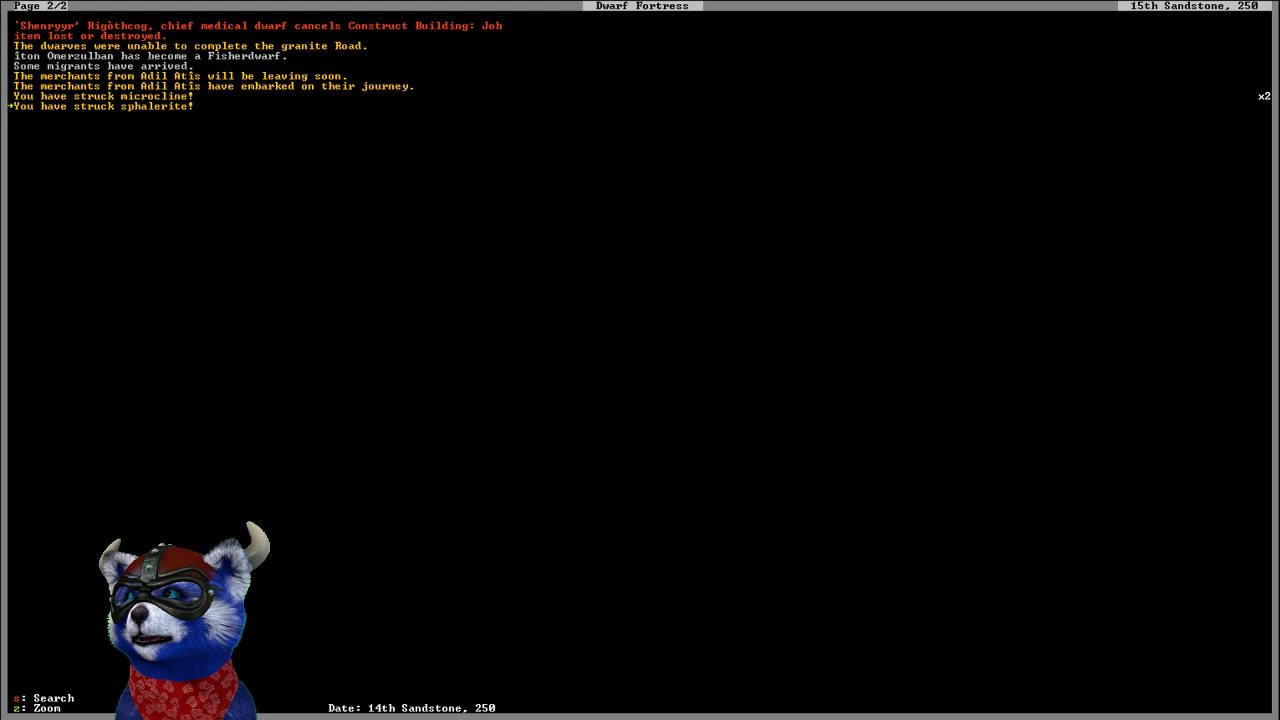 Page 2/2
Dwarf Fortress
15th Sandstone, 250
`Shenryyr' Rigòthcog, chief medical dwarf cancels Construct Building: Job
item lost or destroyed.
The dwarves were unable to complete the granite Road.
îton Omerzulban has become a Fisherdwarf.
Some migrants have arrived.
The merchants from Adil Atîs will be leaving soon.
The merchants from Adil Atîs have embarked on their journey.
You have struck microcline!
x2
You have struck sphalerite!
s: Search
z: Zoom
Date: 14th Sandstone, 250